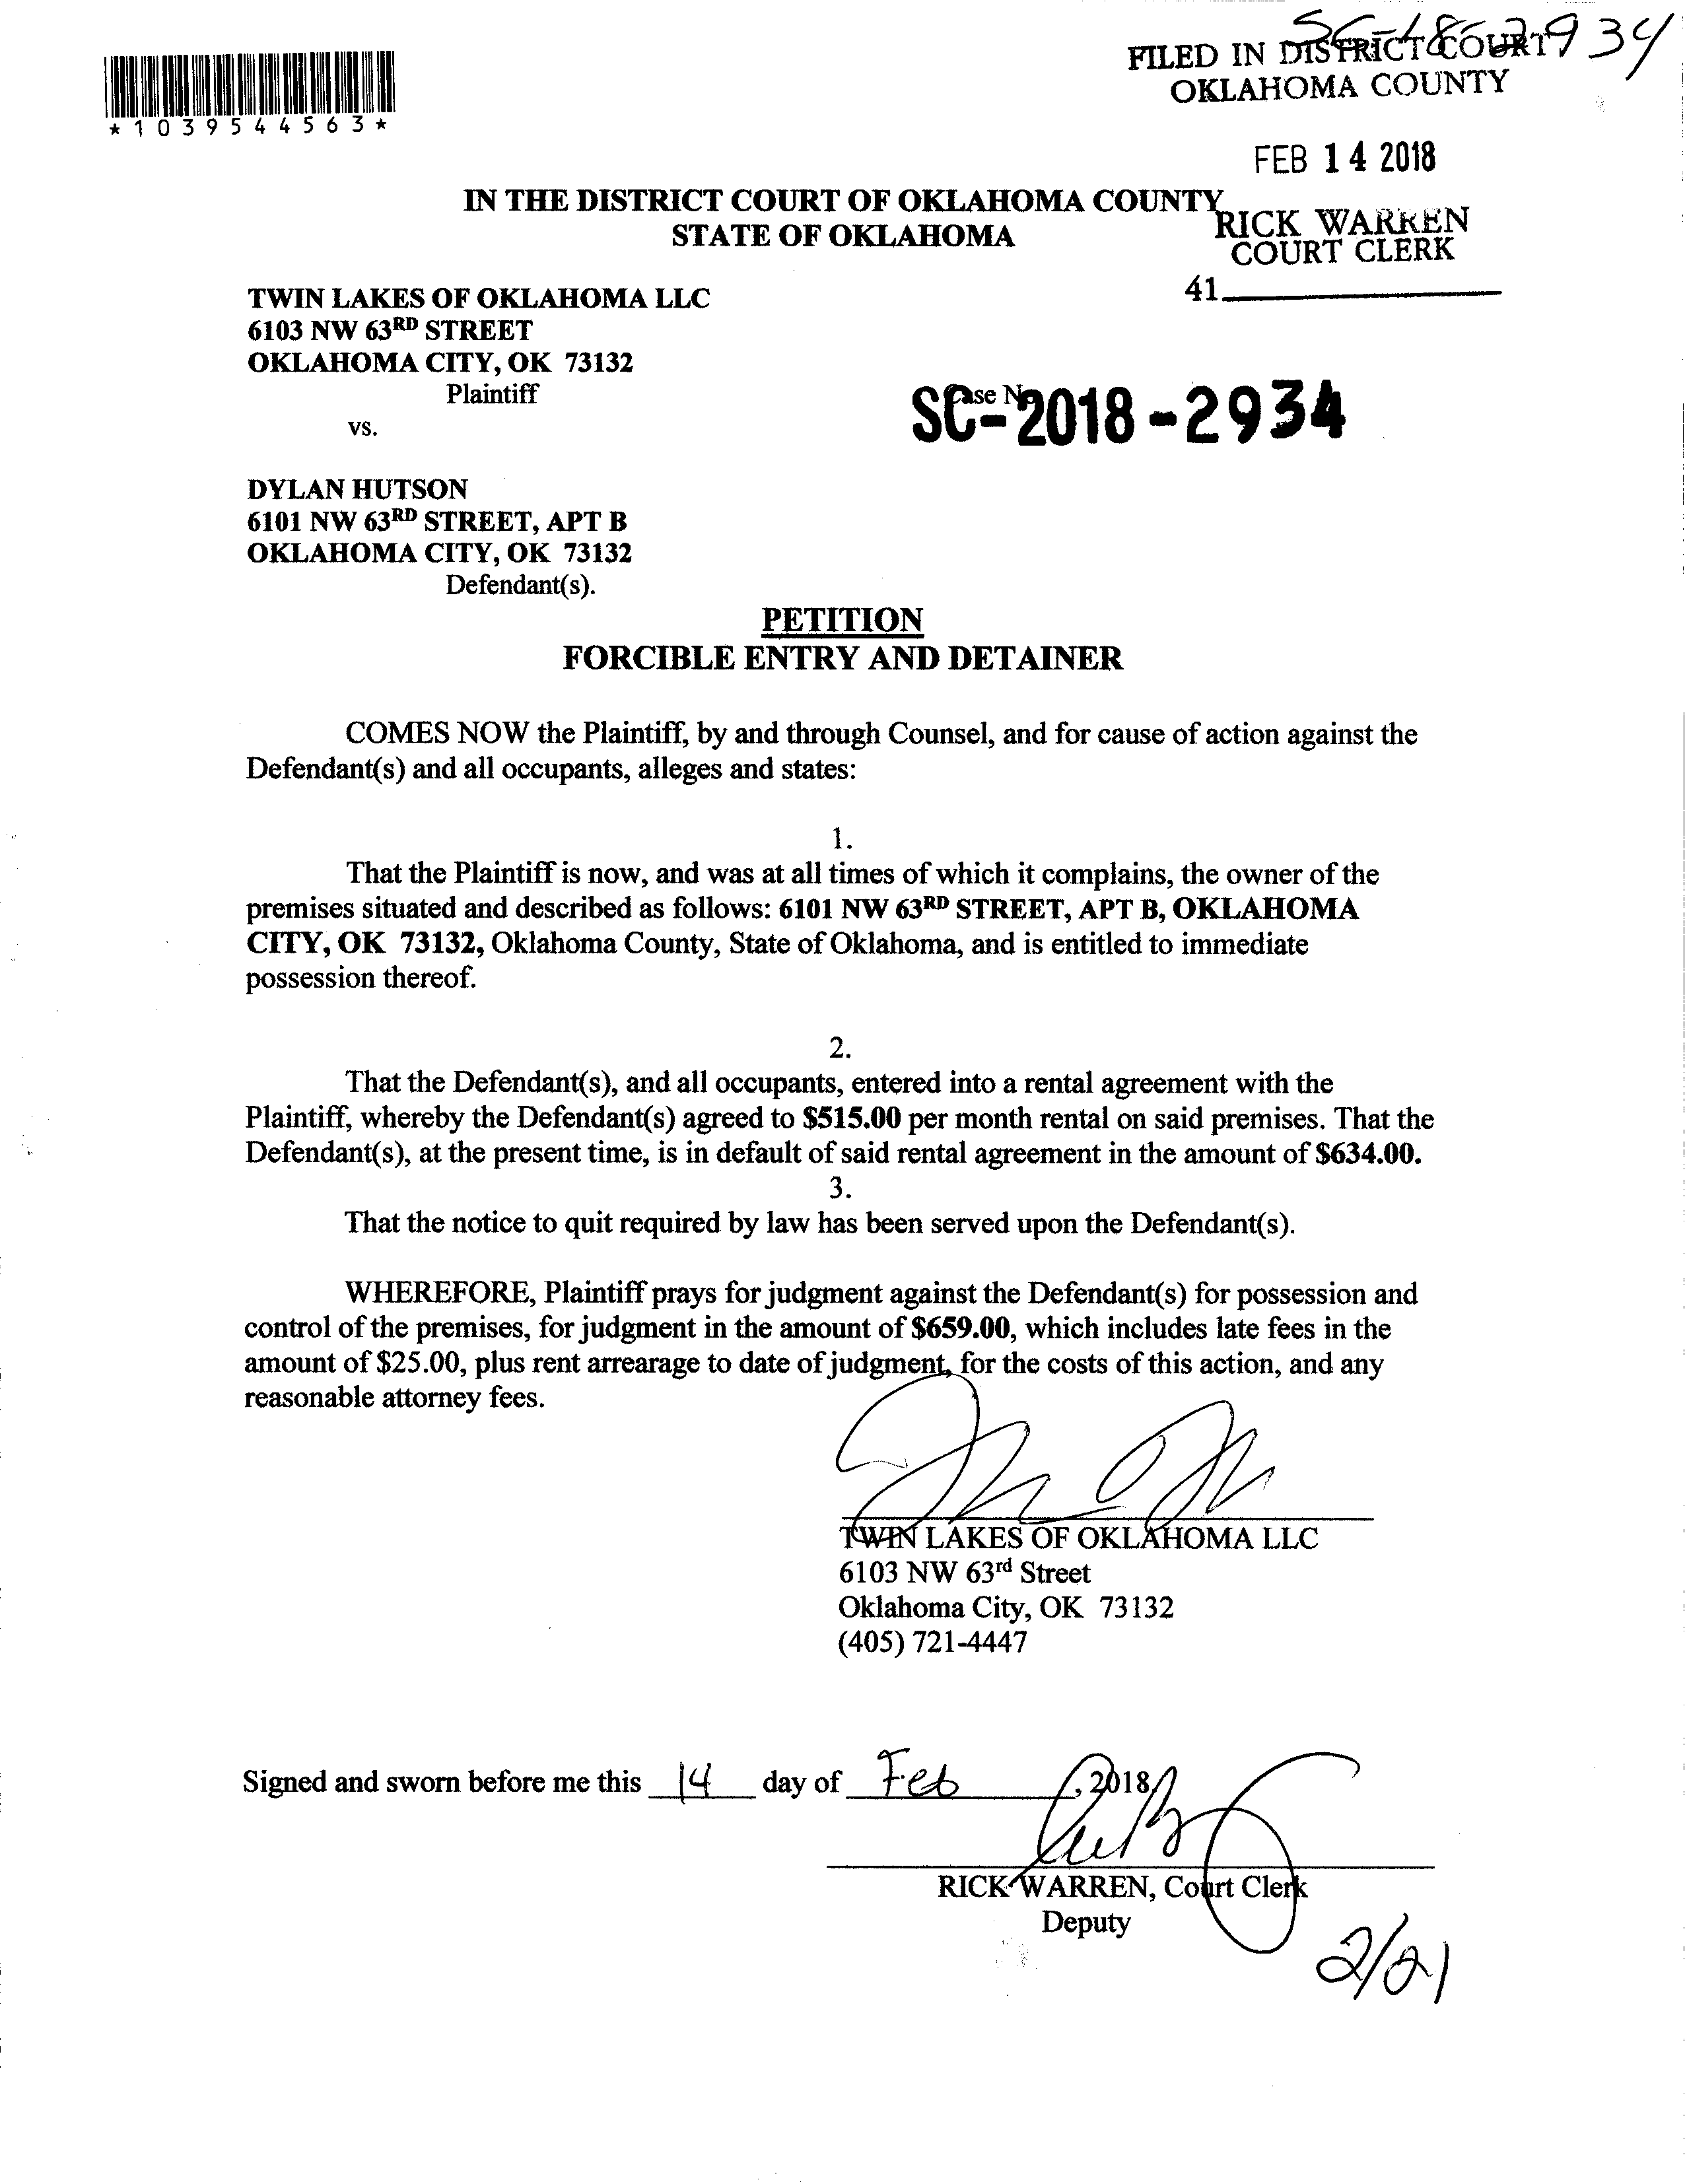 SC-18-2934
FILED IN DISTRICT COURT
OKLAHOMA COUNTY
*1039544563*
FEB 14 2018
IN THE DISTRICT COURT OF OKLAHOMA COUNTY
STATE OF OKLAHOMA
RICK WARREN
COURT CLERK
41
TWIN LAKES OF OKLAHOMA LLC
6103 NW 63RD STREET
OKLAHOMA CITY, OK 73132
Plaintiff
vs.
Case No
SC-2018-2934
DYLAN HUTSON
6101 NW 63RD STREET, APT B
OKLAHOMA CITY, OK 73132
Defendant(s).
PETITION
FORCIBLE ENTRY AND DETAINER
COMES NOW the Plaintiff, by and through Counsel, and for cause of action against the
Defendant(s) and all occupants, alleges and states:
1.
That the Plaintiff is now, and was at all times of which it complains, the owner of the
premises situated and described as follows: 6101 NW 63RD STREET, APT B, OKLAHOMA
CITY, OK 73132, Oklahoma County, State of Oklahoma, and is entitled to immediate
possession thereof.
2.
That the Defendant(s), and all occupants, entered into a rental agreement with the
Plaintiff, whereby the Defendant(s) agreed to $515.00 per month rental on said premises. That the
Defendant(s), at the present time, is in default of said rental agreement in the amount of $634.00.
3.
That the notice to quit required by law has been served upon the Defendant(s).
WHEREFORE, Plaintiff prays for judgment against the Defendant(s) for possession and
control of the premises, for judgment in the amount of $659.00, which includes late fees in the
amount of $25.00, plus rent arrearage to date of judgment, for the costs of this action, and any
reasonable attorney fees.
TWIN LAKES OF OKLAHOMA LLC
6103 NW 63rd Street
Oklahoma City, OK 73132
(405) 721-4447
Signed and sworn before me this 14 day of Feb, 2018
RICK WARREN, Court Clerk
Deputy
2/21